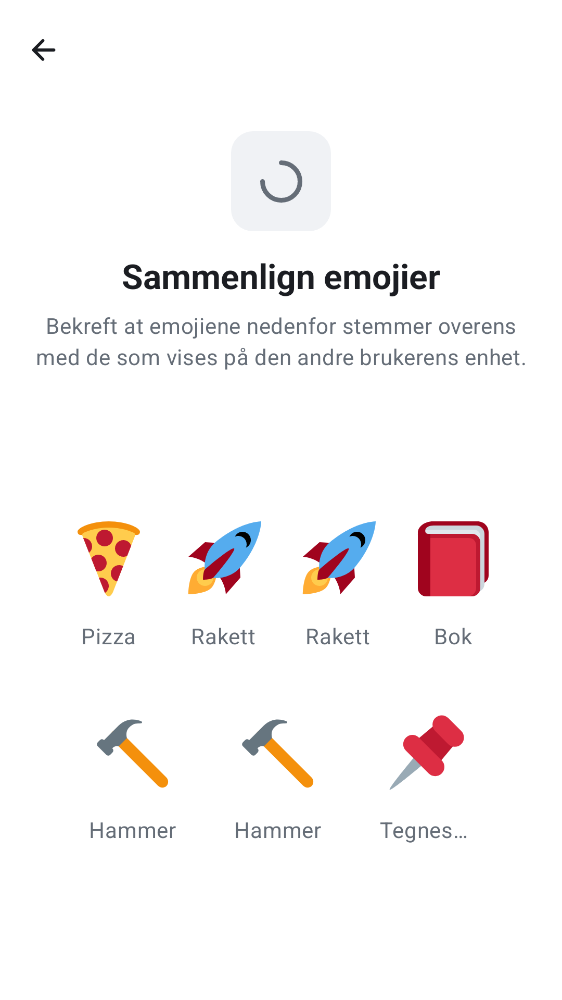 Sammenlign emojier
Bekreft at emojiene nedenfor stemmer overens
med de som vises på den andre brukerens enhet.
Pizza Rakett Rakett Bok
Hammer Hammer Tegnes…